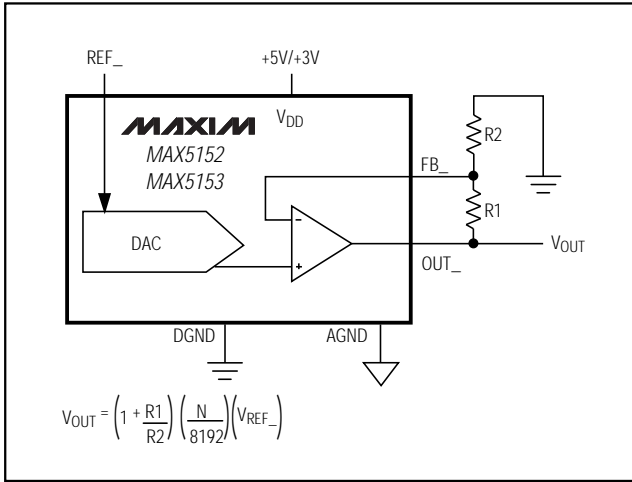 REF_
+5V/+3V
MAXIM
VDD
MAX5152
MAX5153
R2
FB_
R1
DAC
–
+
VOUT
OUT_
DGND
AGND
VOUT = (1 + R1/R2) (N/8192) (VREF_)